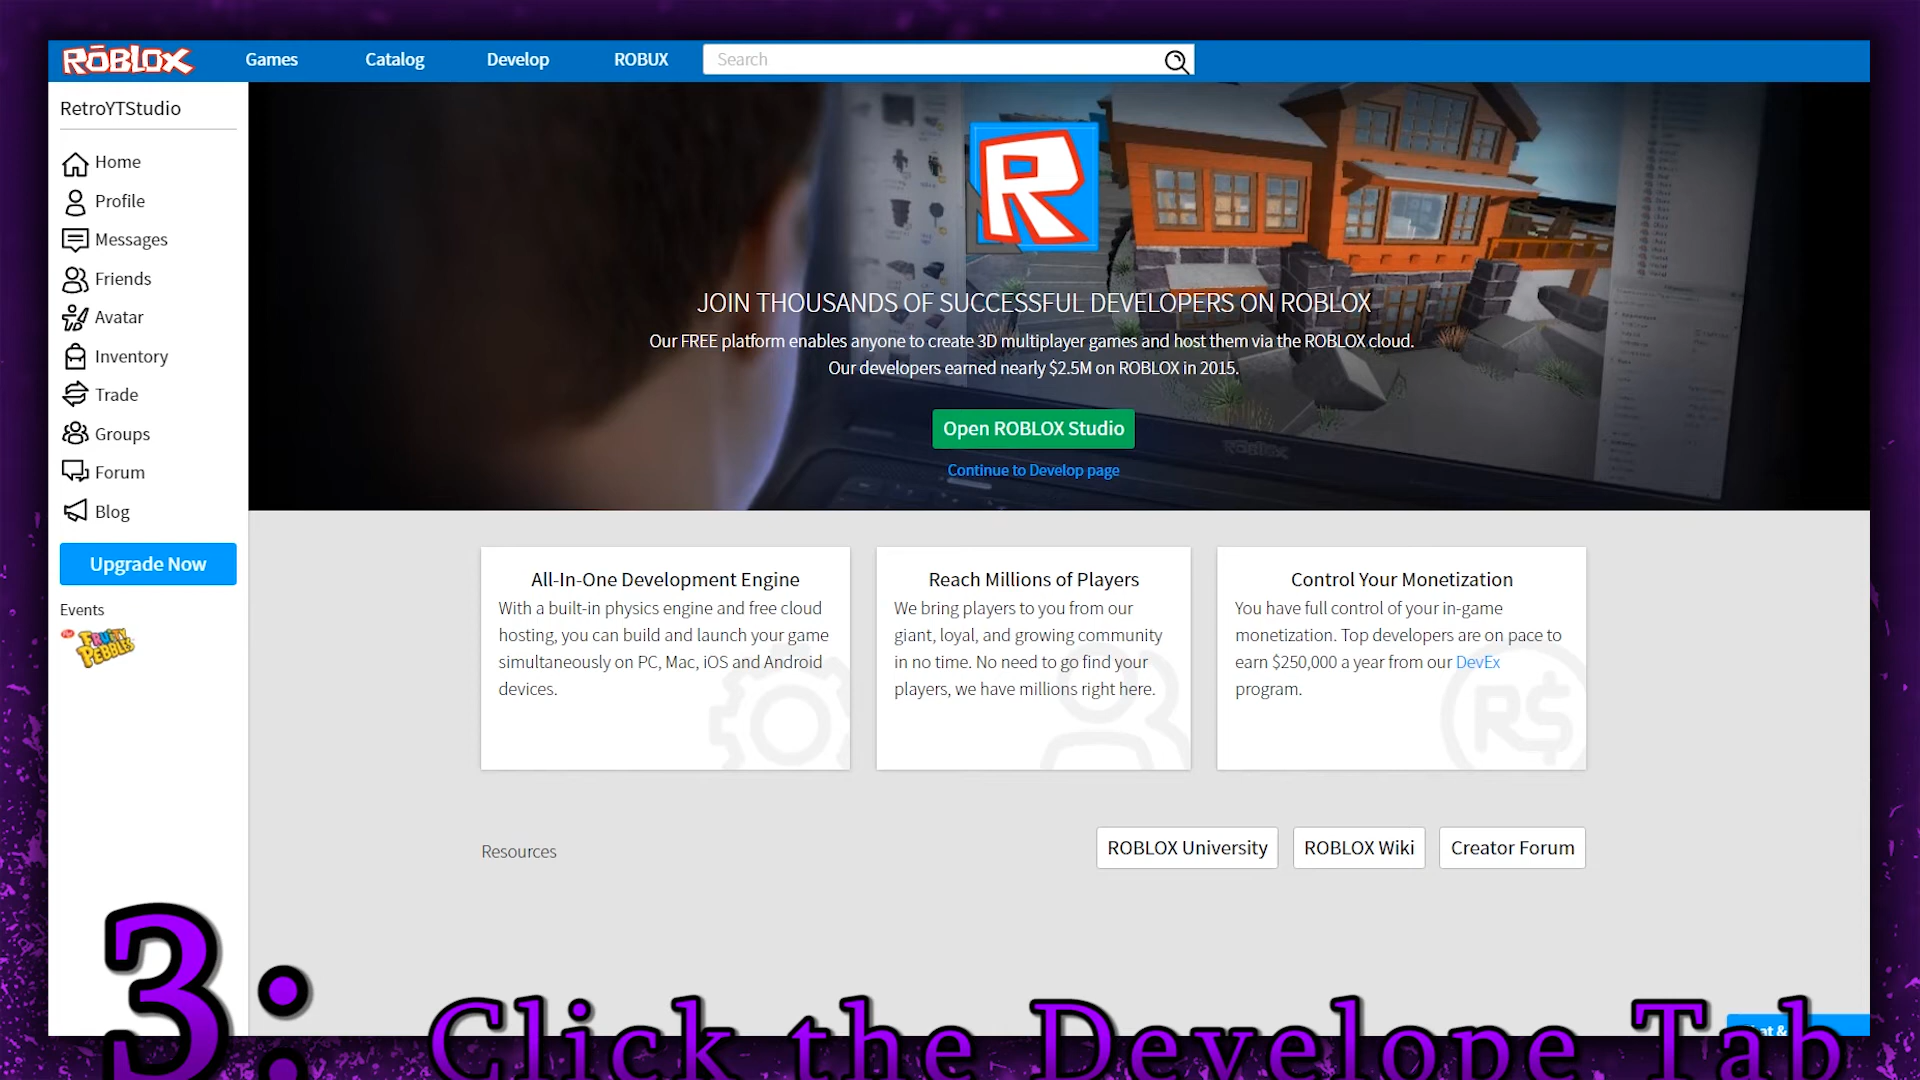 ROBLOX
Games
Catalog
Develop
ROBUX
Search
RetroYTStudio
Home
Profile
Messages
Friends
Avatar
Inventory
Trade
Groups
Forum
Blog
Upgrade Now
Events
Post
FRUITY
PEBBLES
R
JOIN THOUSANDS OF SUCCESSFUL DEVELOPERS ON ROBLOX
Our FREE platform enables anyone to create 3D multiplayer games and host them via the ROBLOX cloud.
Our developers earned nearly $2.5M on ROBLOX in 2015.
Open ROBLOX Studio
Continue to Develop page
All-In-One Development Engine
With a built-in physics engine and free cloud
hosting, you can build and launch your game
simultaneously on PC, Mac, iOS and Android
devices.
Reach Millions of Players
We bring players to you from our
giant, loyal, and growing community
in no time. No need to go find your
players, we have millions right here.
Control Your Monetization
You have full control of your in-game
monetization. Top developers are on pace to
earn $250,000 a year from our DevEx
program.
R$
Resources
ROBLOX University
ROBLOX Wiki
Creator Forum
3: Click the Develope Tab